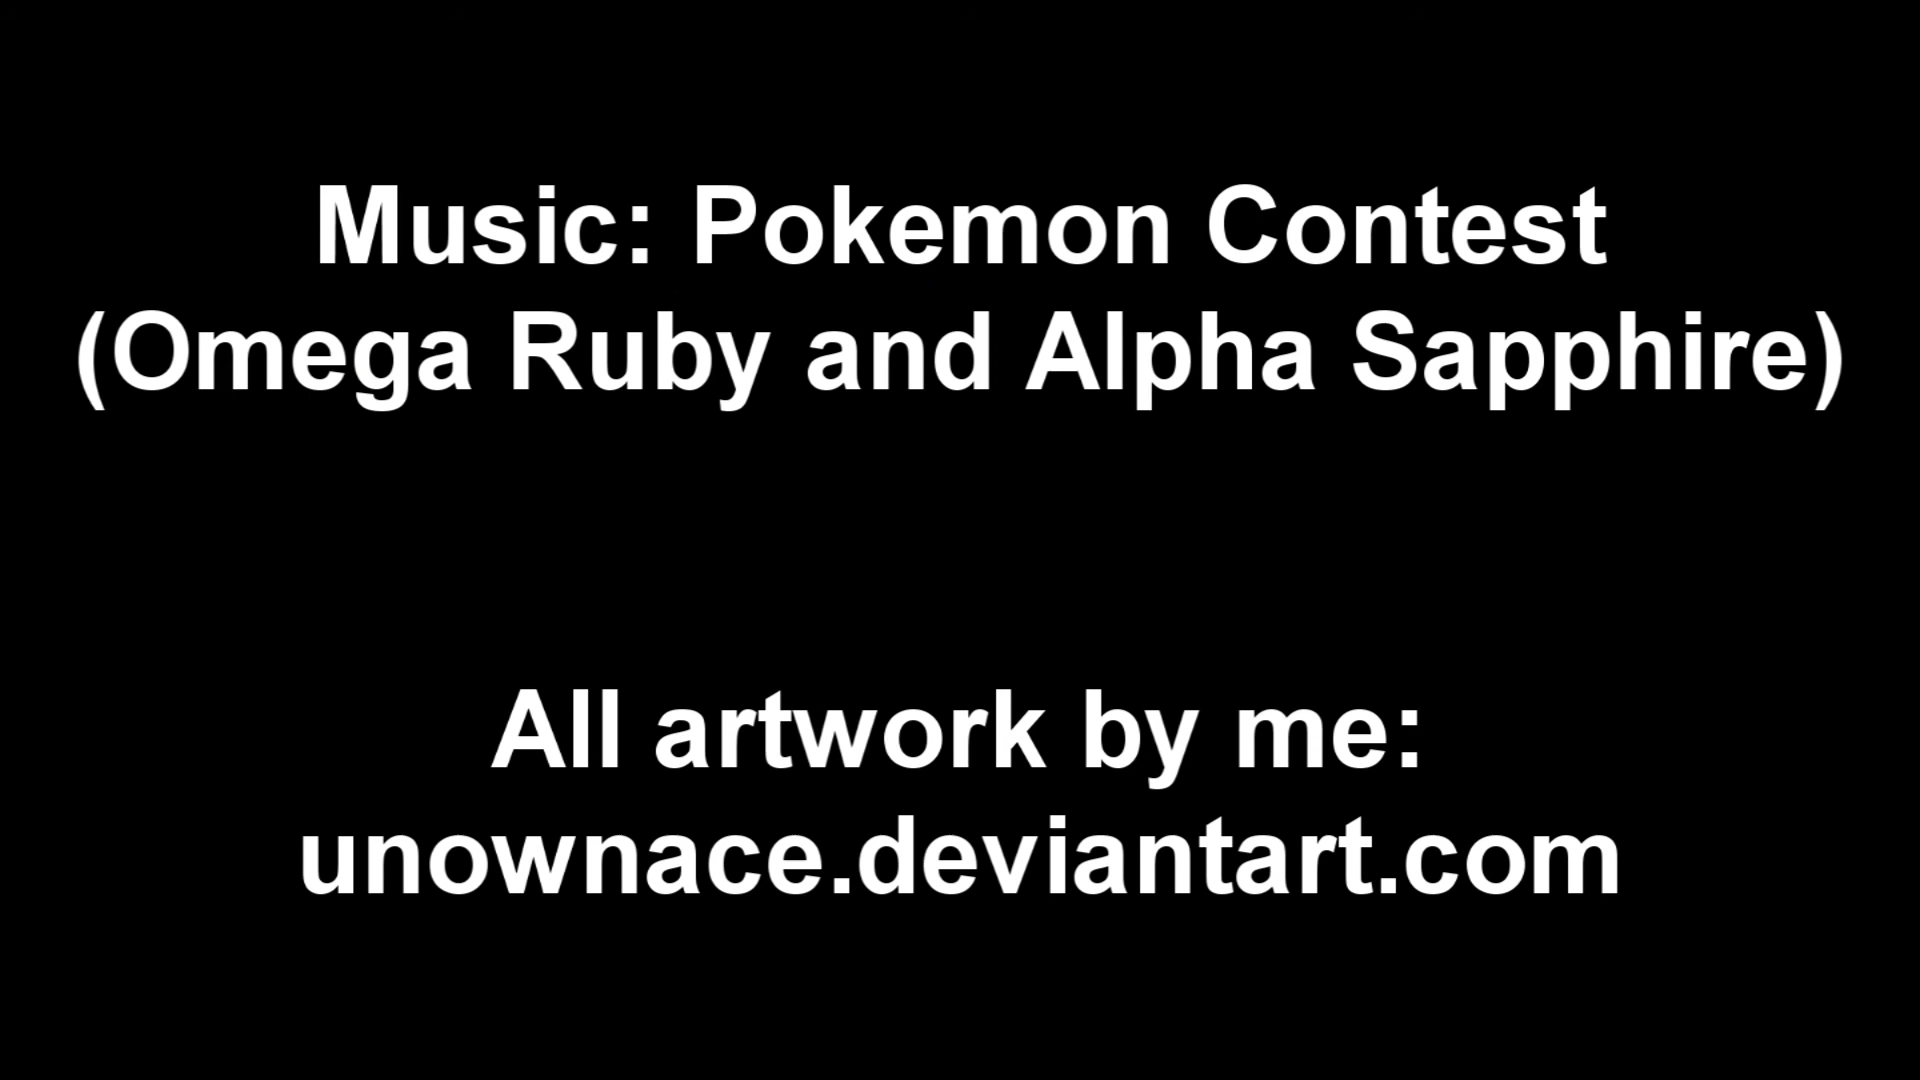 Music: Pokemon Contest
(Omega Ruby and Alpha Sapphire)
All artwork by me:
unownace.deviantart.com